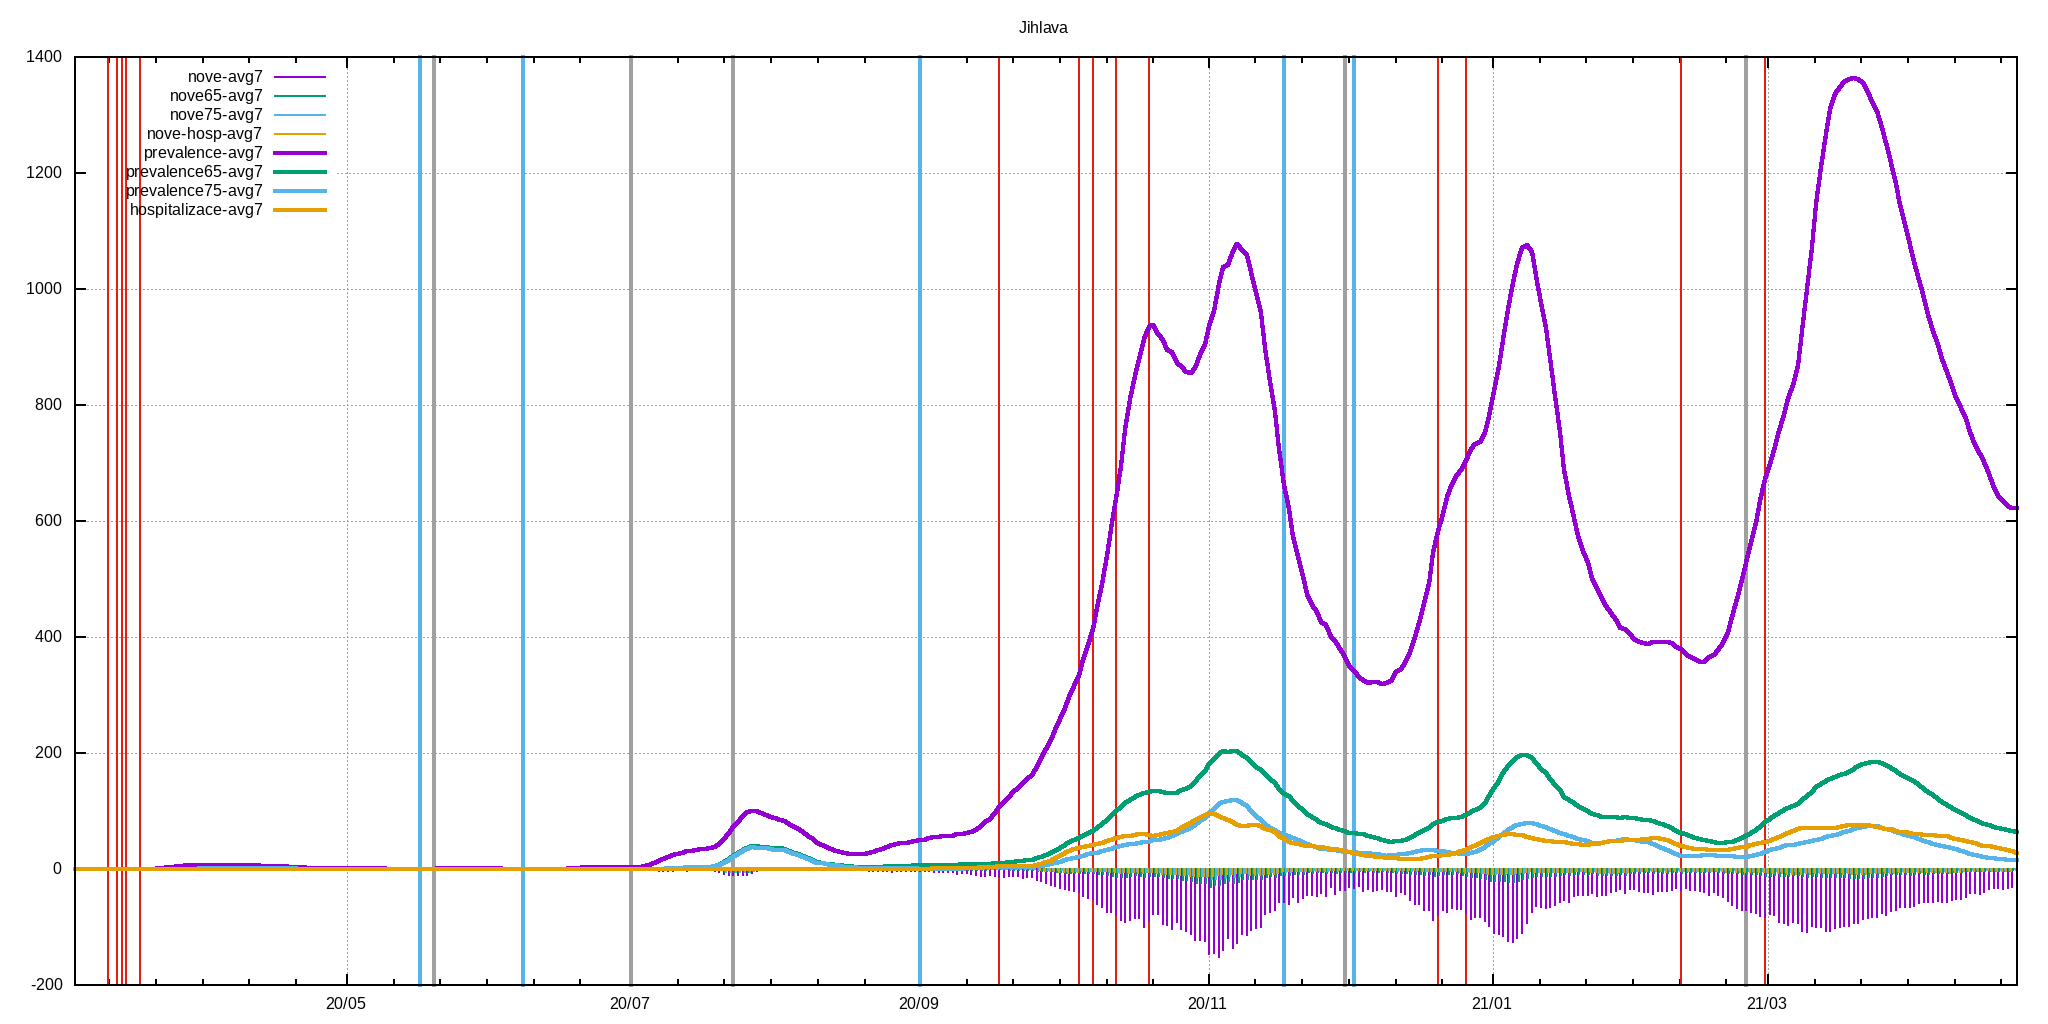 Jihlava
1400
1200
1000
800
600
400
200
0
-200
nove-avg7
nove65-avg7
nove75-avg7
nove-hosp-avg7
prevalence-avg7
prevalence65-avg7
prevalence75-avg7
hospitalizace-avg7
20/05
20/07
20/09
20/11
21/01
21/03